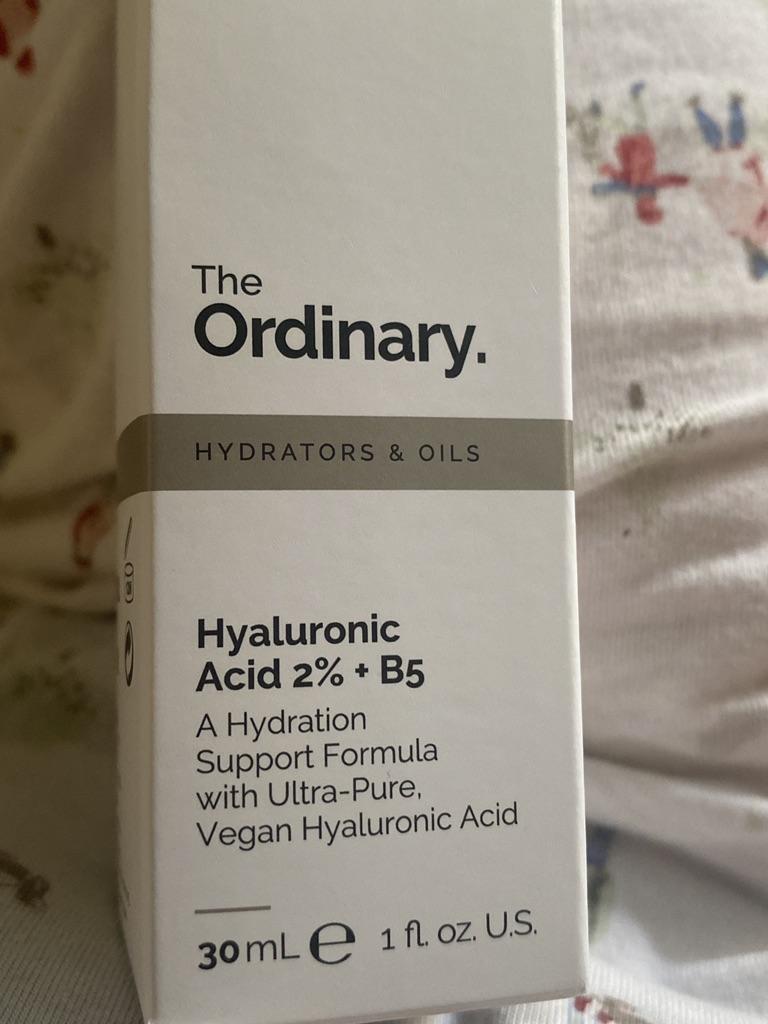 The
Ordinary.
HYDRATORS & OILS
Hyaluronic
Acid 2% + B5
A Hydration
Support Formula
with Ultra-Pure,
Vegan Hyaluronic Acid
30 mL ℮ 1 fl. oz. U.S.